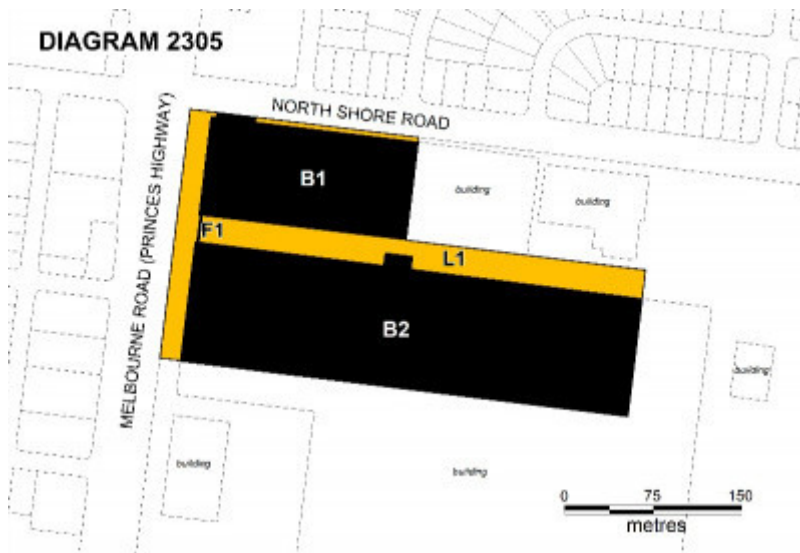 DIAGRAM 2305
NORTH SHORE ROAD
MELBOURNE ROAD (PRINCES HIGHWAY)
B1
building
building
F1
L1
B2
building
building
building
0 75 150
metres